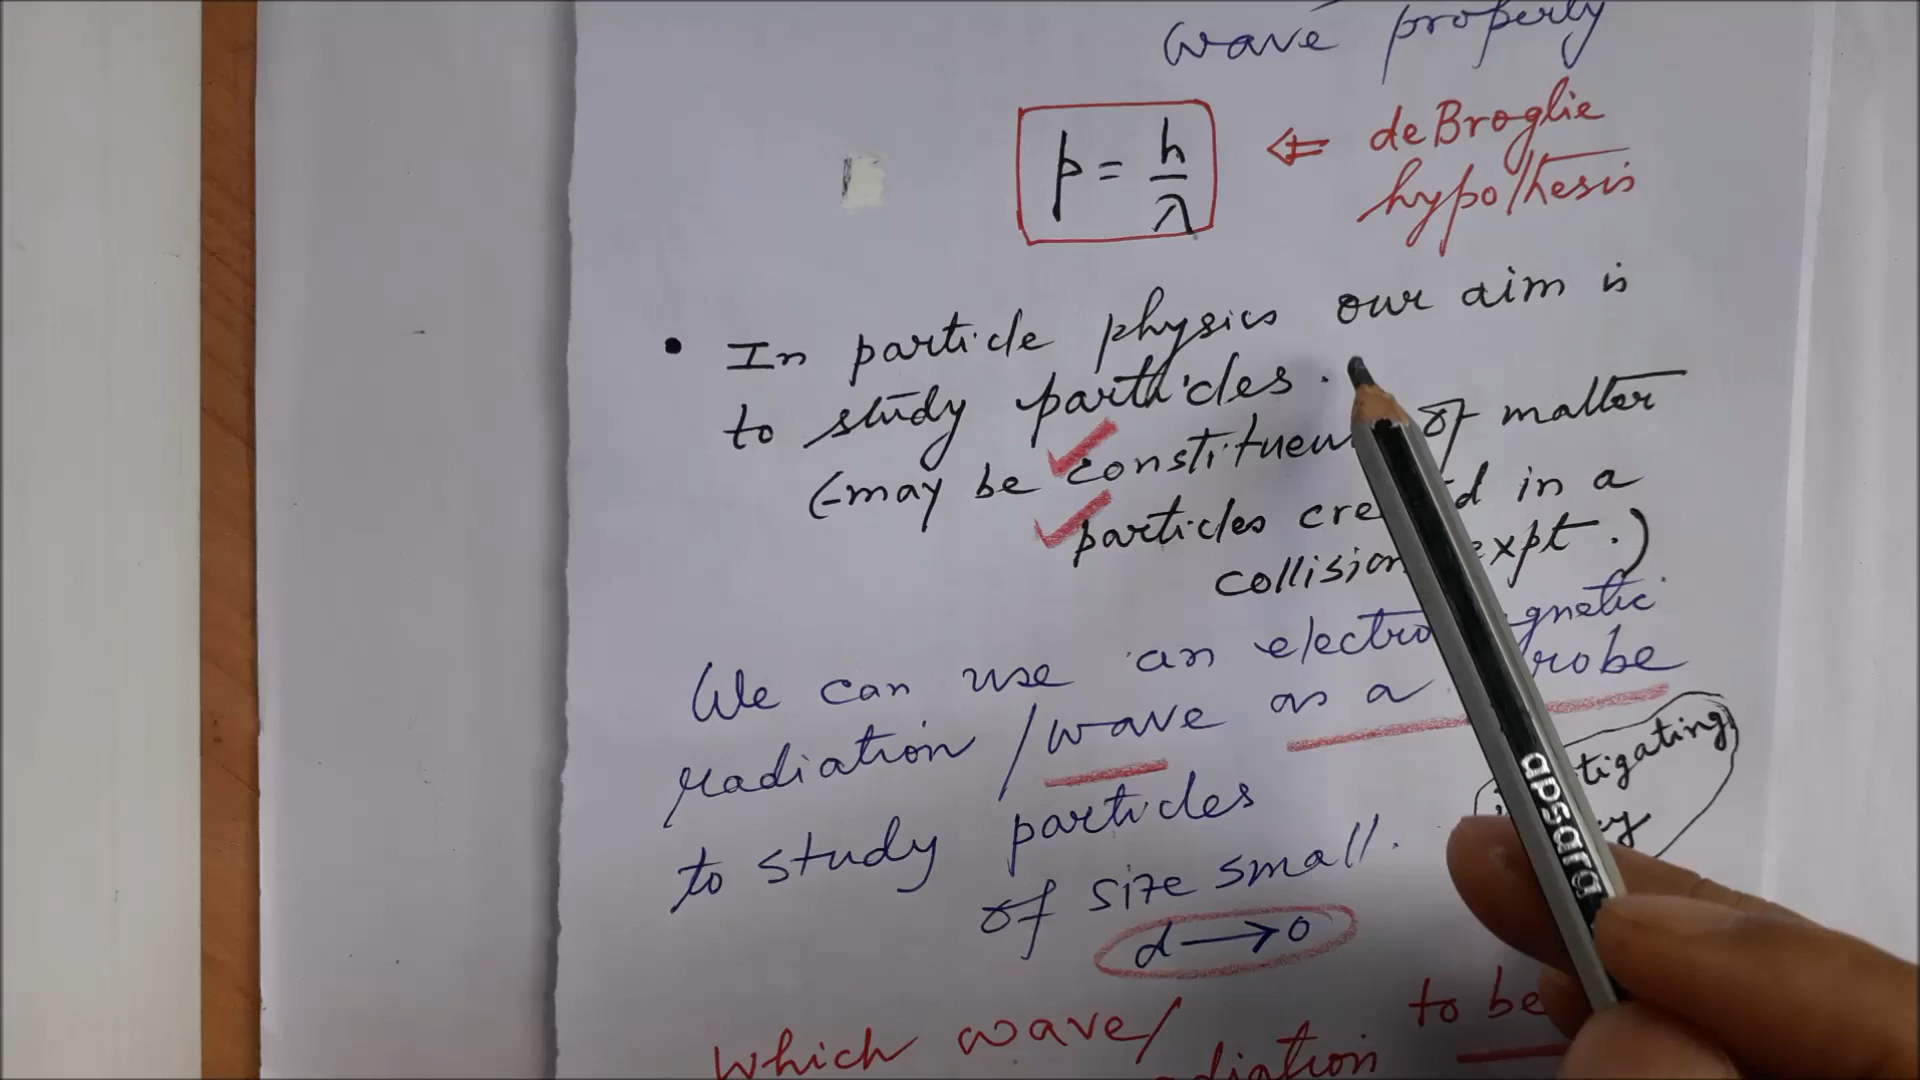 wave property
p = h/λ ⇐ deBroglie
hypothesis
• In particle physics our aim is
to study particles.
(may be constituen of matter
particles cre d in a
collision expt.)
We can use an electro gnetic
radiation/wave as a robe
to study particles
of size small.
d → 0
tigating
y
Which wave/
diation to be
apsara